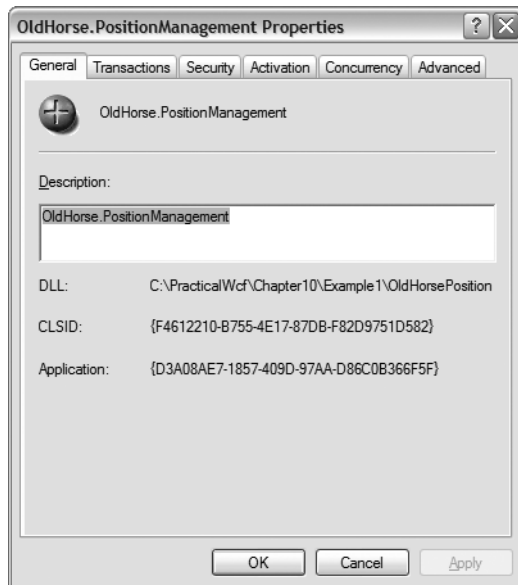 OldHorse.PositionManagement Properties
General Transactions Security Activation Concurrency Advanced
OldHorse.PositionManagement
Description:
OldHorse.PositionManagement
DLL: C:\PracticalWcf\Chapter10\Example1\OldHorsePosition
CLSID: {F4612210-B755-4E17-87DB-F82D9751D582}
Application: {D3A08AE7-1857-409D-97AA-D86C0B366F5F}
OK Cancel Apply